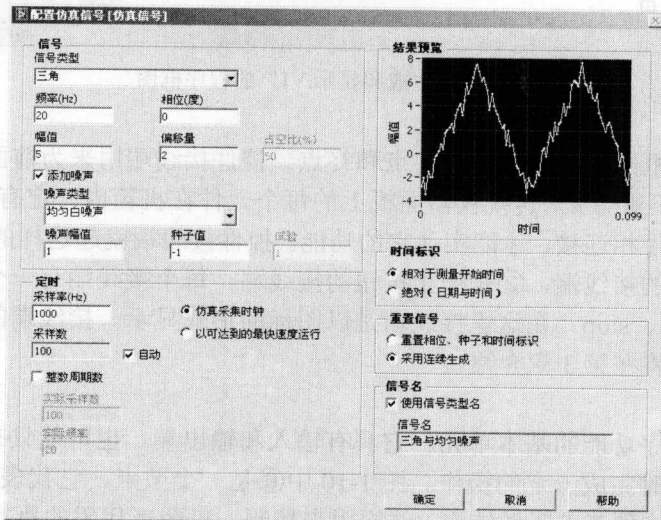 配置仿真信号[仿真信号]
信号
信号类型
三角
频率(Hz)
相位(度)
20
0
幅值
偏移量
占空比(%)
5
2
50
添加噪声
噪声类型
均匀白噪声
噪声幅值
种子值
试验
1
-1
1
定时
采样率(Hz)
1000
仿真采集时钟
以可达到的最快速度运行
采样数
100
自动
整数周期数
实际采样数
100
实际频率
20
结果预览
幅值
8-
6-
4-
2-
0-
-2-
-4-
0
0.099
时间
时间标识
相对于测量开始时间
绝对(日期与时间)
重置信号
重置相位、种子和时间标识
采用连续生成
信号名
使用信号类型名
信号名
三角与均匀噪声
确定
取消
帮助